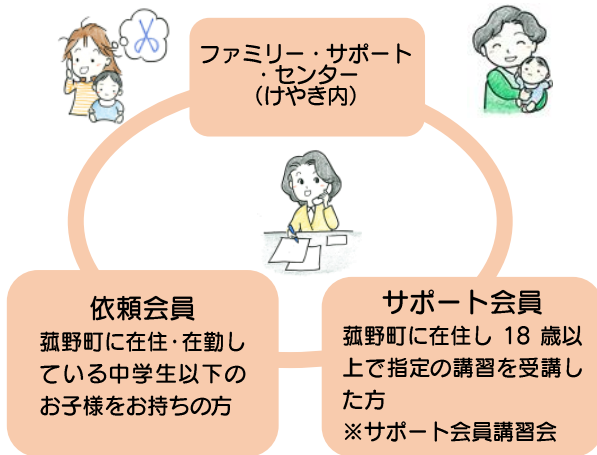 ファミリー・サポート
・センター
（けやき内）
依頼会員
菰野町に在住・在勤し
ている中学生以下の
お子様をお持ちの方
サポート会員
菰野町に在住し 18 歳以
上で指定の講習を受講し
た方
※サポート会員講習会